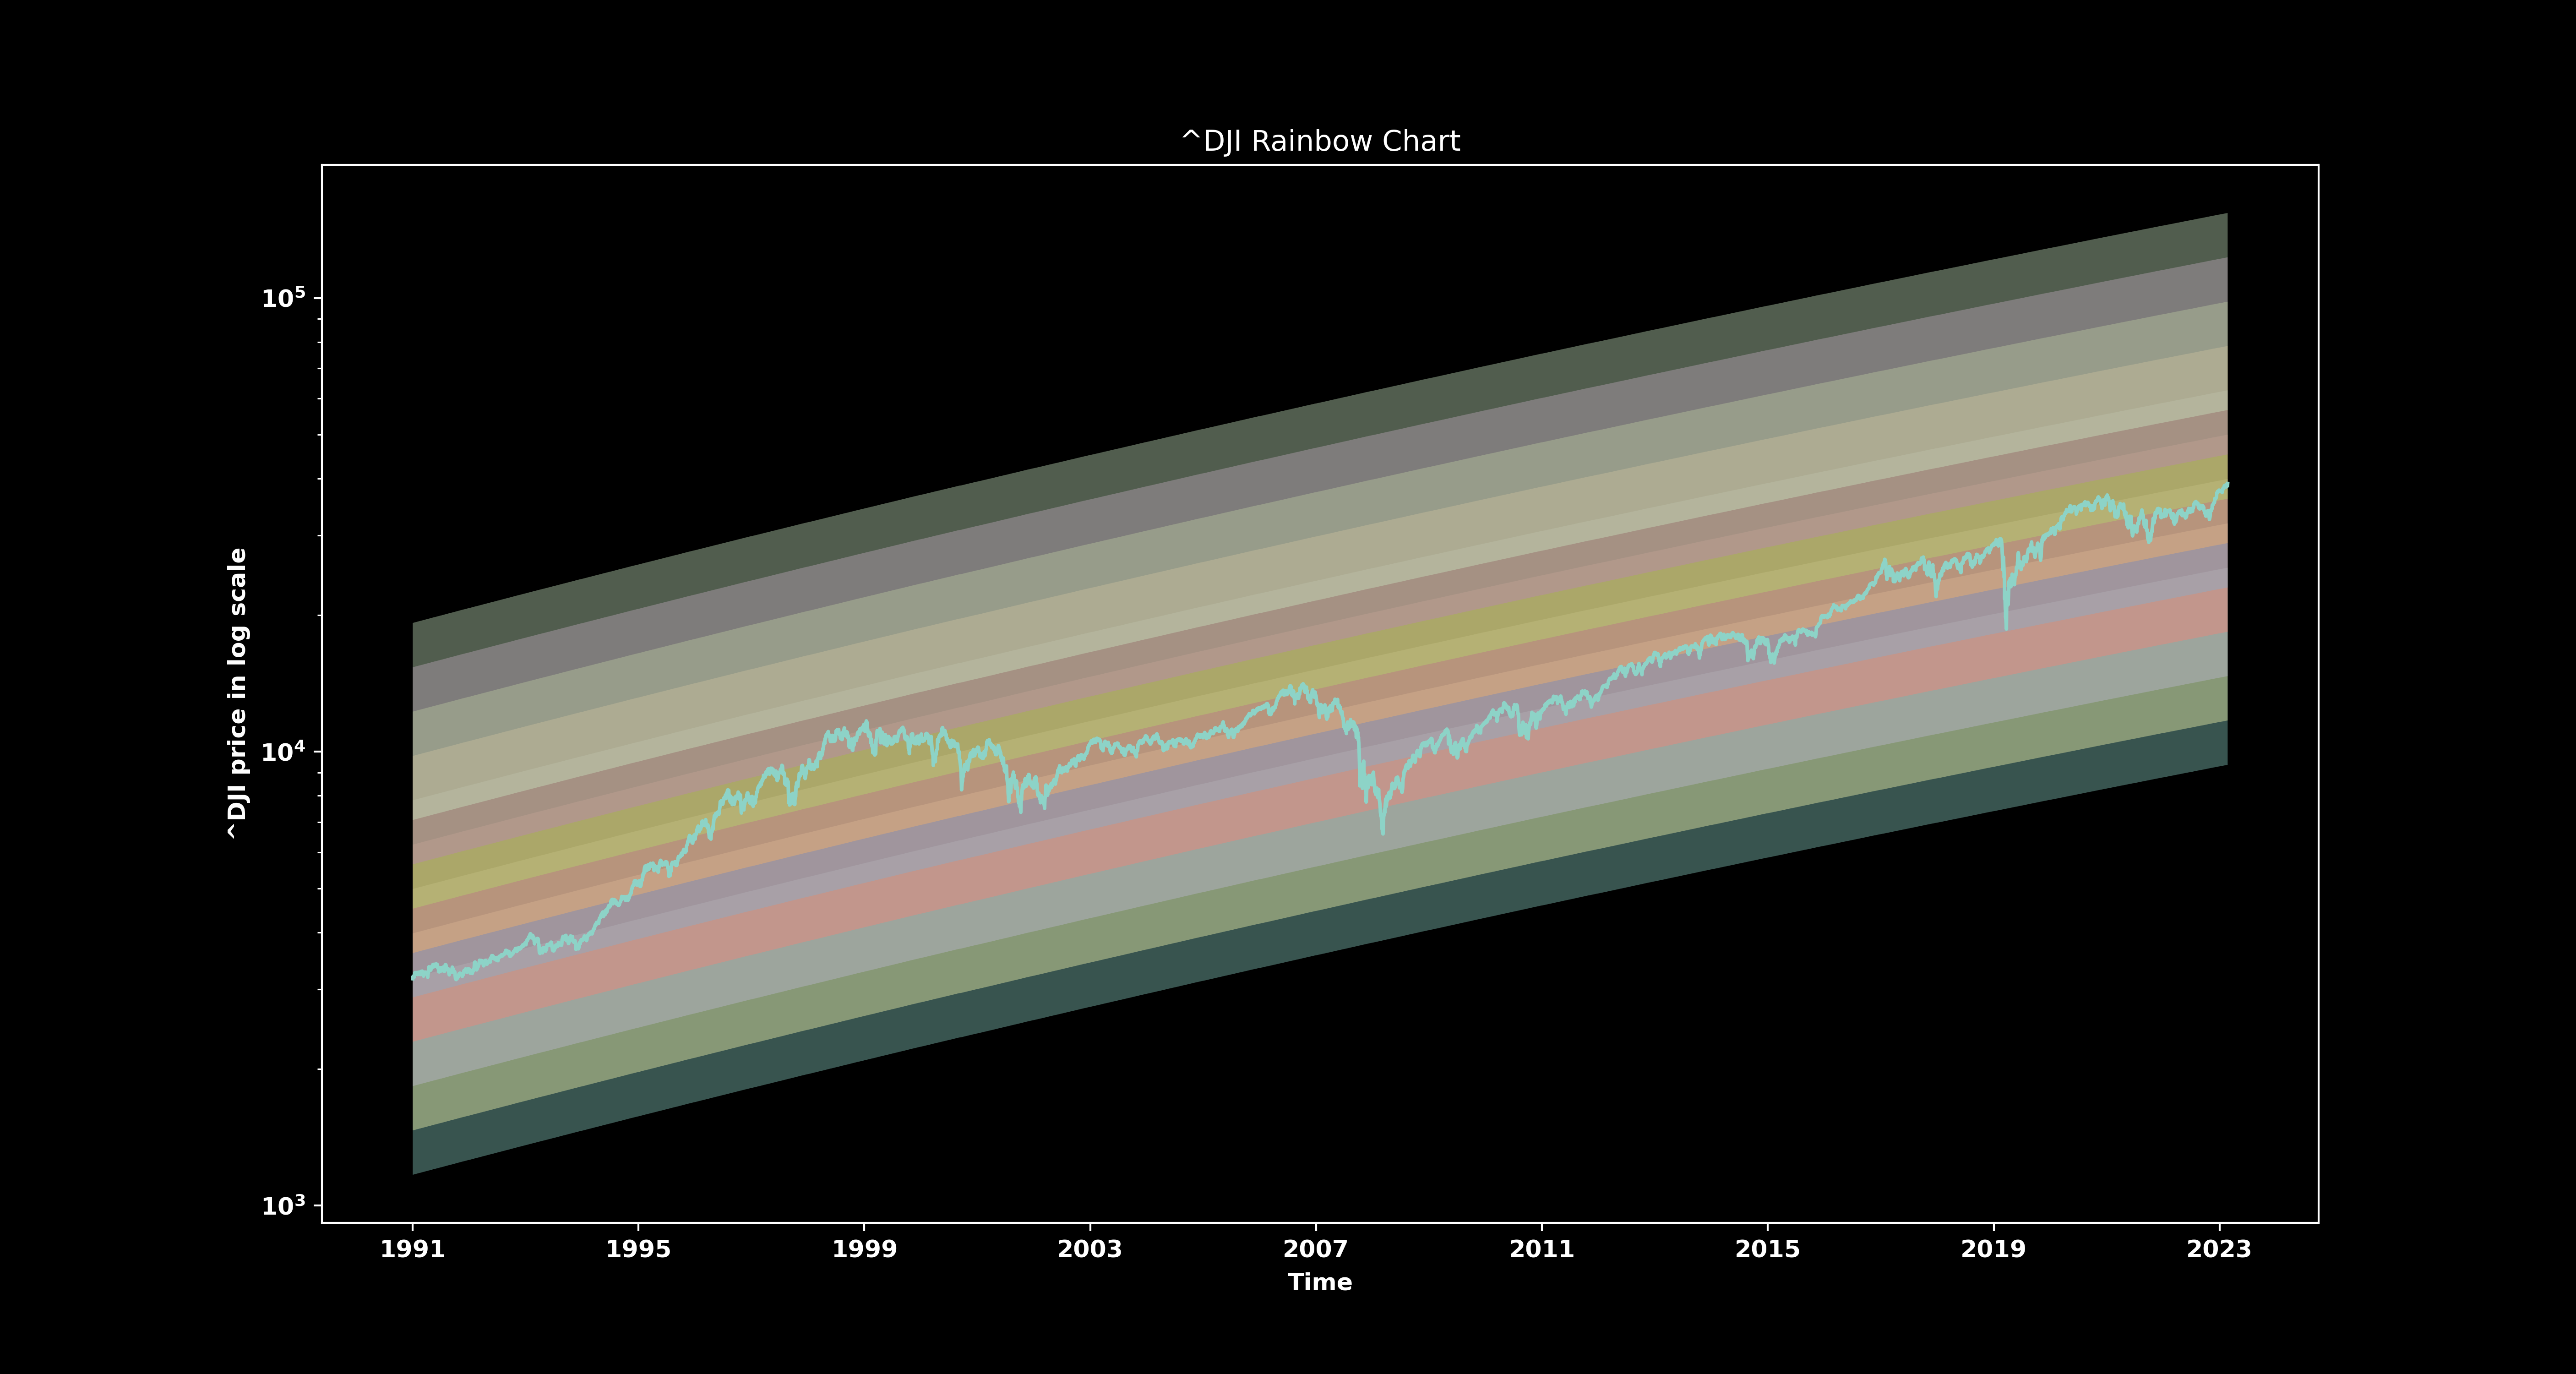 ^DJI Rainbow Chart
^DJI price in log scale
10⁵
10⁴
10³
1991 1995 1999 2003 2007 2011 2015 2019 2023
Time